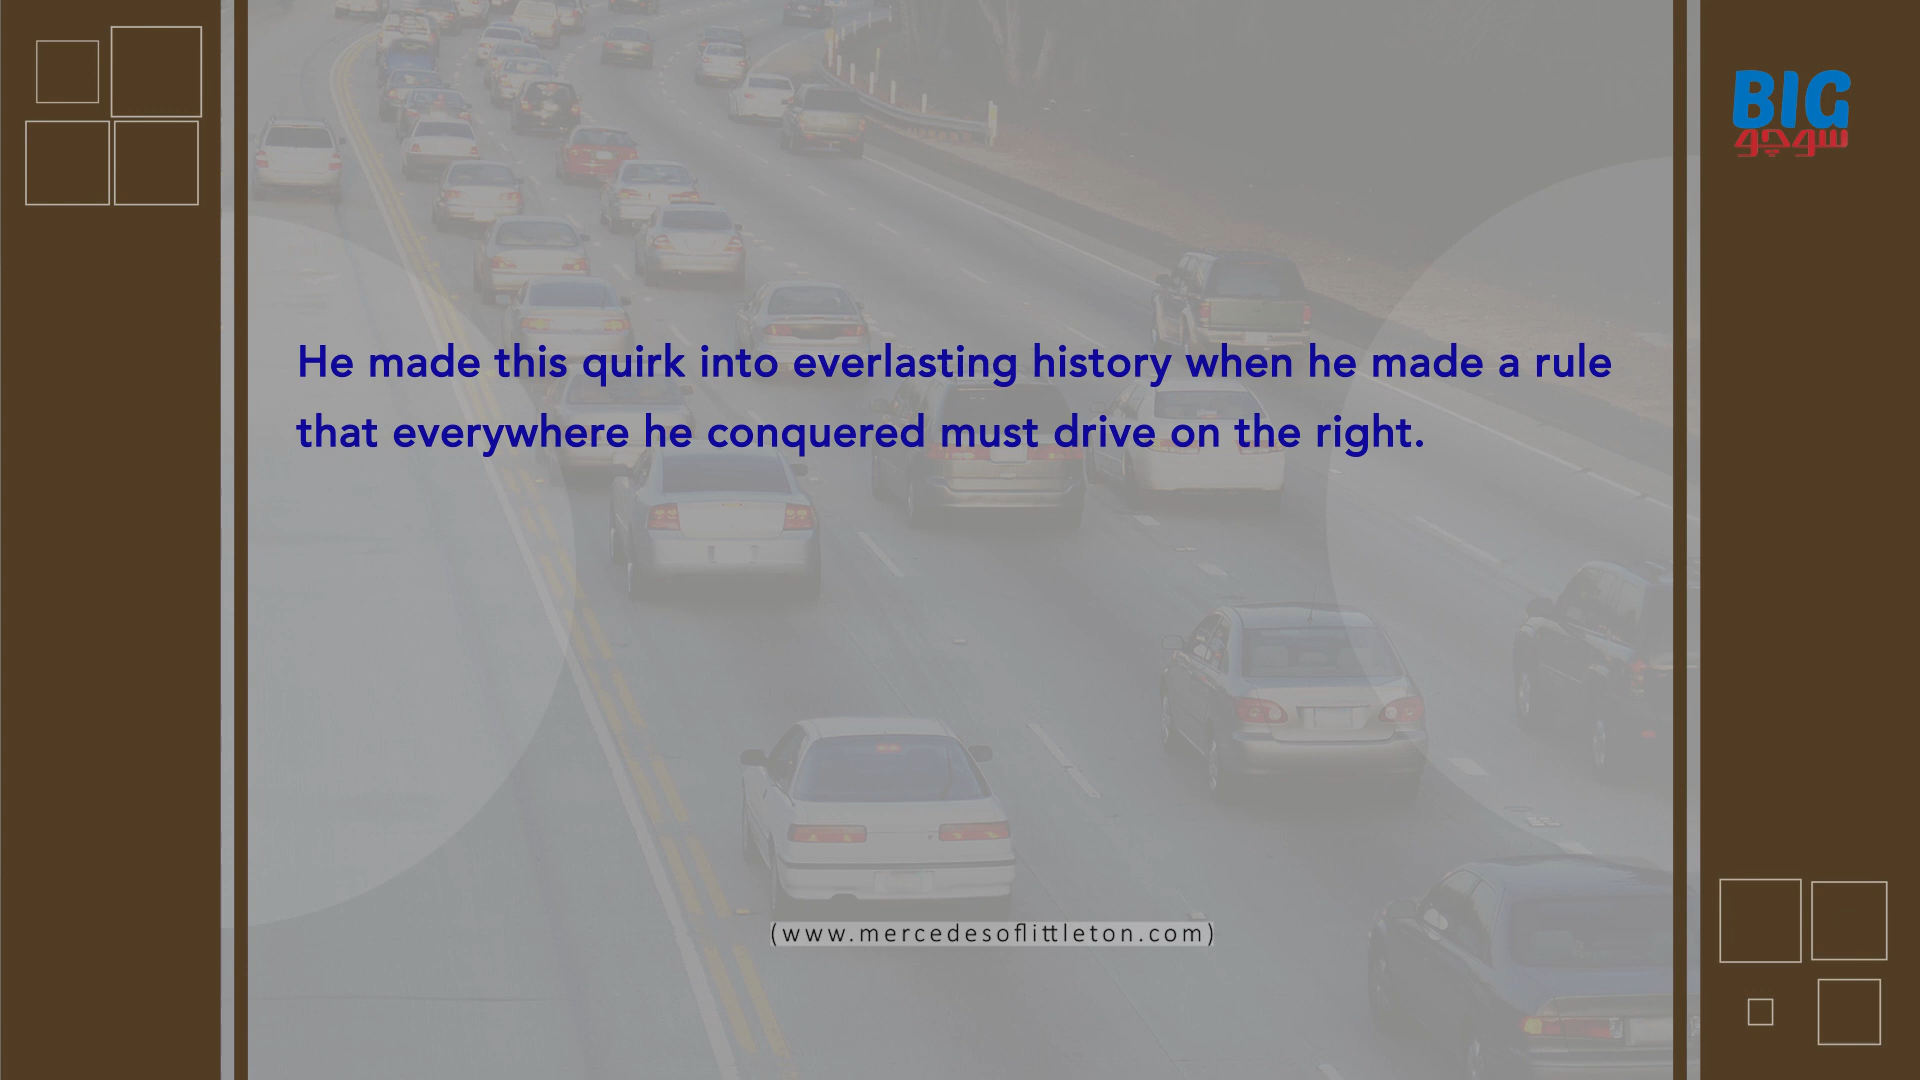 BIG
سوچو
He made this quirk into everlasting history when he made a rule
that everywhere he conquered must drive on the right.
(www.mercedesoflittleton.com)